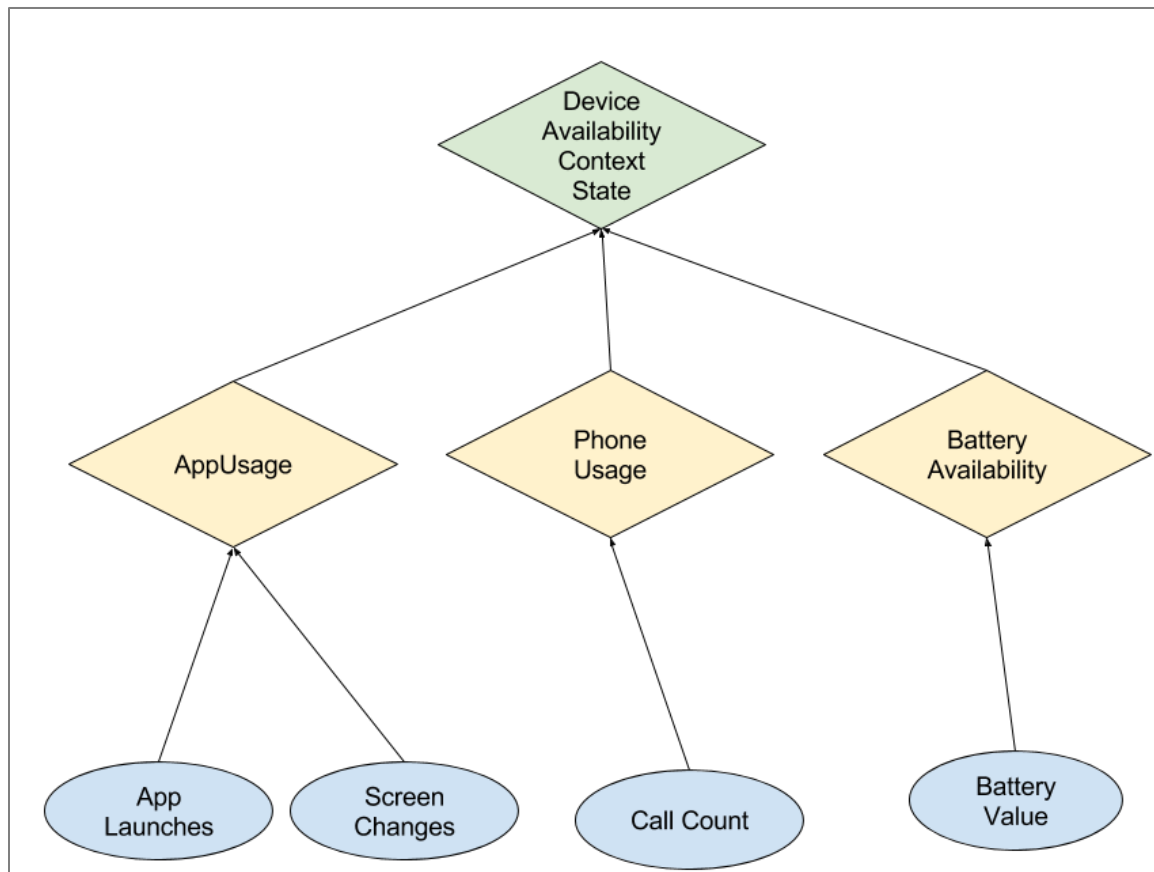 Device
Availability
Context
State
AppUsage
Phone
Usage
Battery
Availability
App
Launches
Screen
Changes
Call Count
Battery
Value